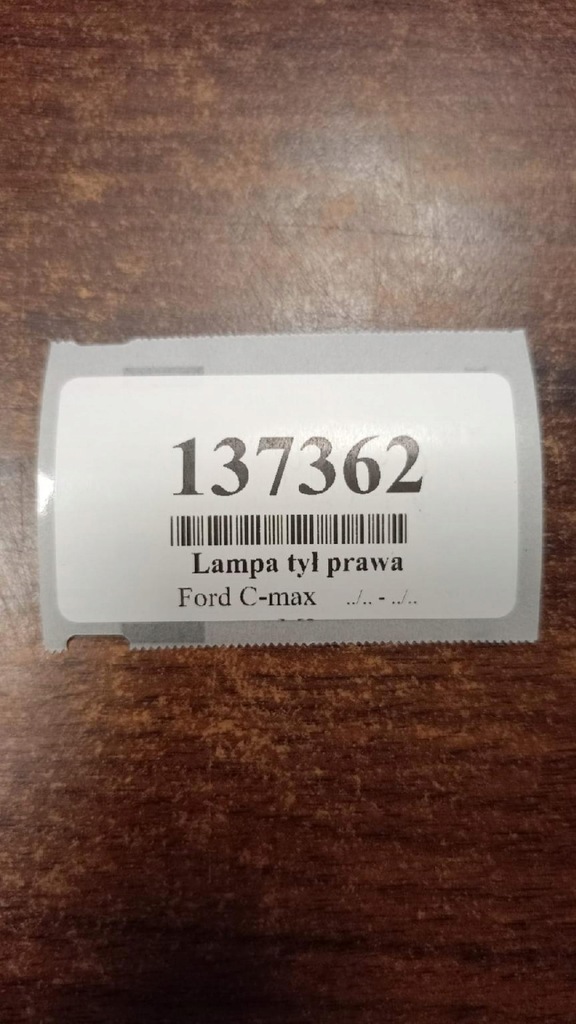 137362
Lampa tył prawa
Ford C-max ../.. - ../..